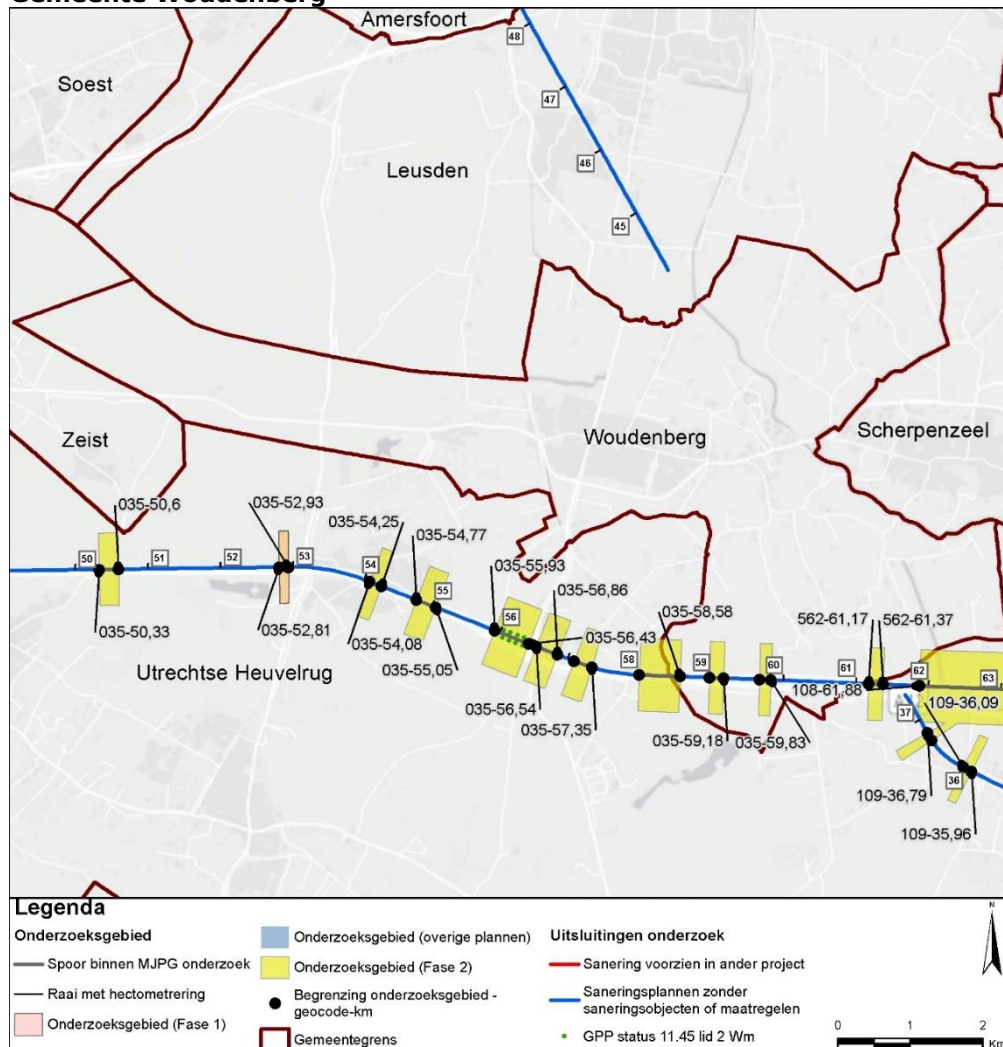 Gemeente Woudenberg
Amersfoort
48
Soest
47
46
Leusden
45
Zeist
Woudenberg
Scherpenzeel
035-50,6
035-52,93
035-54,25
035-54,77
035-55,93
035-56,86
035-58,58
562-61,17
562-61,37
50
51
52
53
54
55
56
58
59
60
61
62
63
035-50,33
035-52,81
035-54,08
035-55,05
035-56,43
035-56,54
035-57,35
035-59,18
035-59,83
108-61,88
109-36,09
37
36
109-36,79
109-35,96
Utrechtse Heuvelrug
Legenda
Onderzoeksgebied
Spoor binnen MJPG onderzoek
Raai met hectometrering
Onderzoeksgebied (Fase 1)
Onderzoeksgebied (overige plannen)
Onderzoeksgebied (Fase 2)
Begrenzing onderzoeksgebied -
geocode-km
Gemeentegrens
Uitsluitingen onderzoek
Sanering voorzien in ander project
Saneringsplannen zonder
saneringsobjecten of maatregelen
GPP status 11.45 lid 2 Wm
N
0 1 2
Km